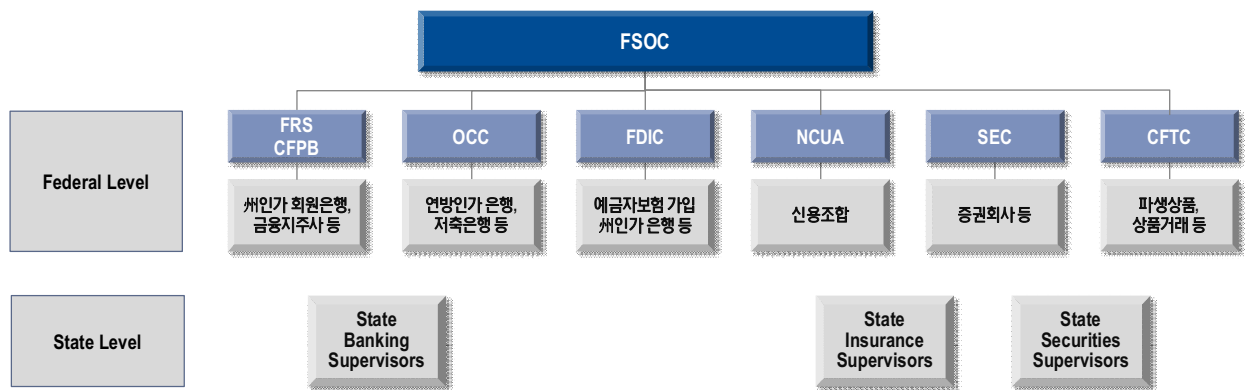 FSOC
FRS
CFPB
OCC
FDIC
NCUA
SEC
CFTC
Federal Level
州인가 회원은행,
금융지주사 등
연방인가 은행,
저축은행 등
예금자보험 가입
州인가 은행 등
신용조합
증권회사 등
파생상품,
상품거래 등
State Level
State
Banking
Supervisors
State
Insurance
Supervisors
State
Securities
Supervisors